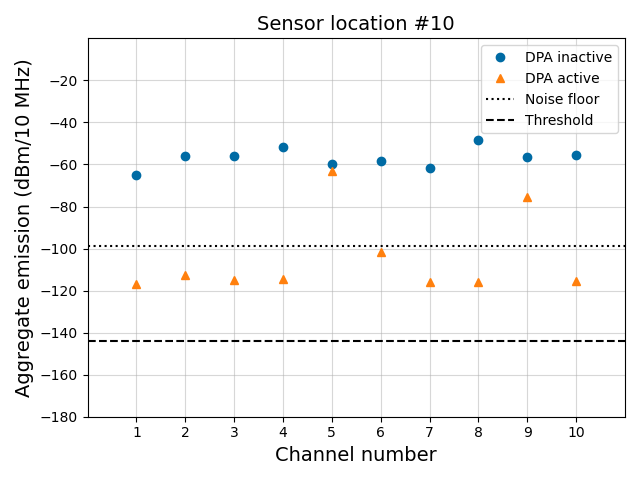 Sensor location #10
DPA inactive
DPA active
Noise floor
Threshold
Aggregate emission (dBm/10 MHz)
−20
−40
−60
−80
−100
−120
−140
−160
−180
1 2 3 4 5 6 7 8 9 10
Channel number